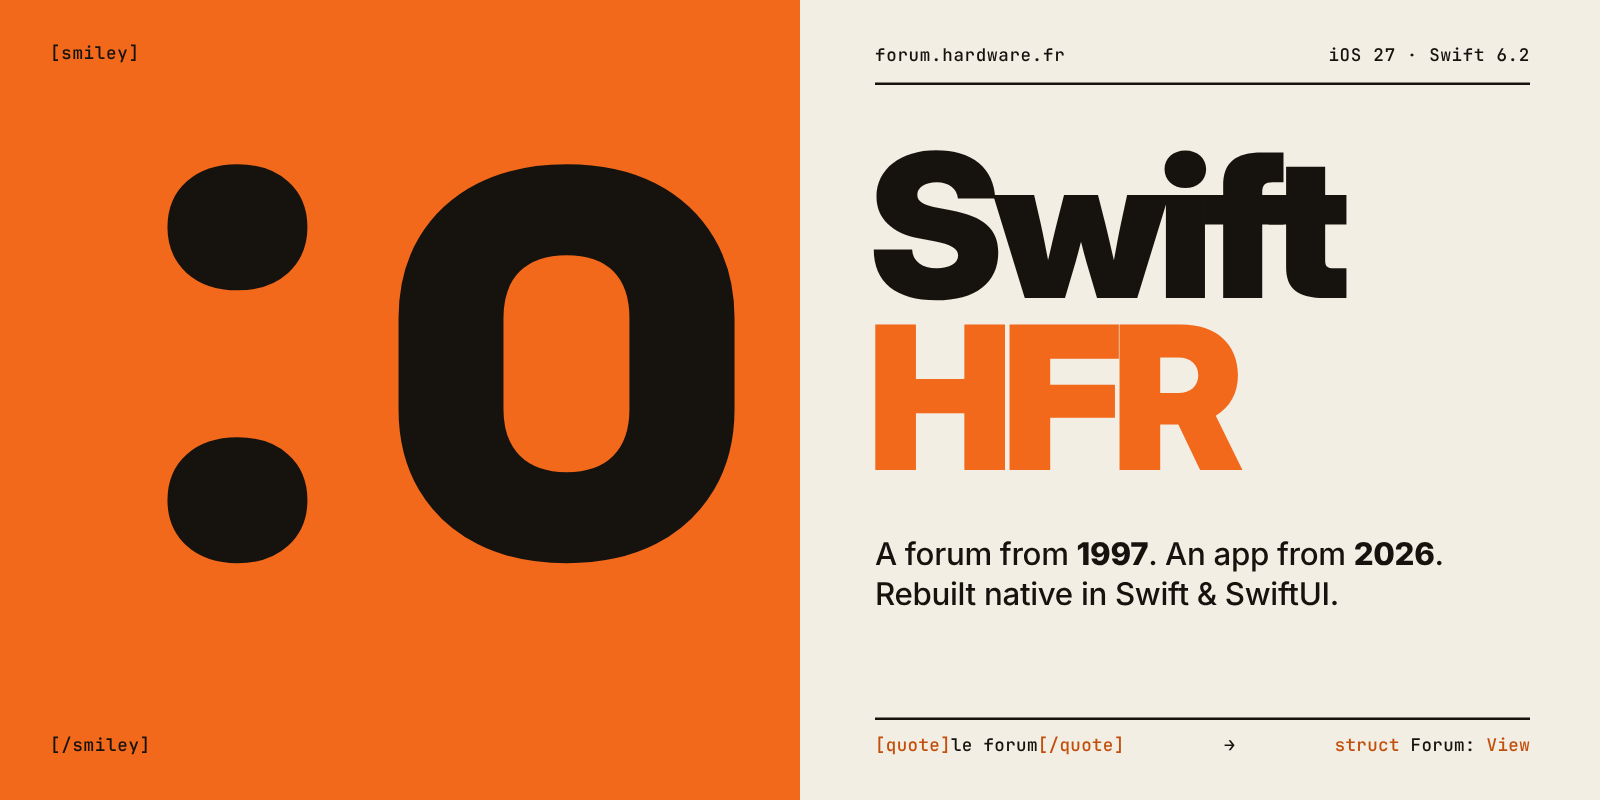 [smiley]
:o
[/smiley]
forum.hardware.fr
iOS 27 · Swift 6.2
Swift
HFR
A forum from 1997. An app from 2026.
Rebuilt native in Swift & SwiftUI.
[quote]le forum[/quote] → struct Forum: View